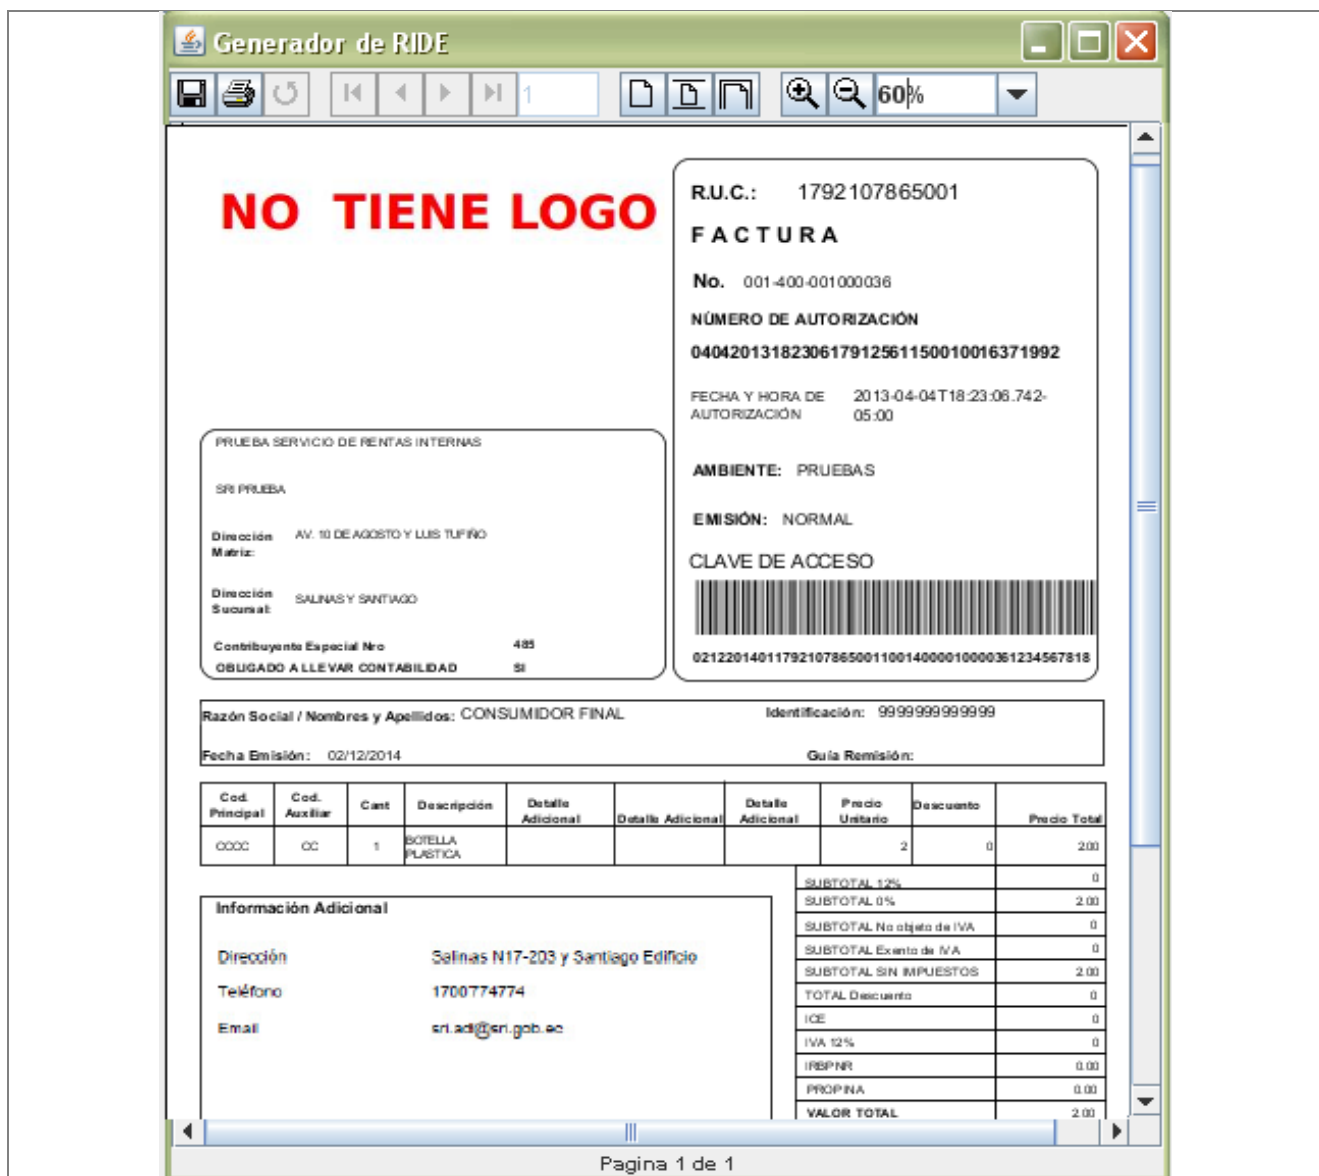 Generador de RIDE
1
60%
NO TIENE LOGO
R.U.C.: 1792107865001
FACTURA
No. 001-400-001000036
NÚMERO DE AUTORIZACIÓN
0404201318230617912561150010016371992
FECHA Y HORA DE 2013-04-04T18:23:06.742-
AUTORIZACIÓN 05:00
AMBIENTE: PRUEBAS
EMISIÓN: NORMAL
CLAVE DE ACCESO
0212201401179210786500110014000010000361234567818
PRUEBA SERVICIO DE RENTAS INTERNAS
SRI PRUEBA
Dirección AV. 10 DE AGOSTO Y LUIS TUFIÑO
Matriz:
Dirección SALINAS Y SANTIAGO
Sucursal:
Contribuyente Especial Nro 485
OBLIGADO A LLEVAR CONTABILIDAD SI
Razón Social / Nombres y Apellidos: CONSUMIDOR FINAL Identificación: 9999999999999
Fecha Emisión: 02/12/2014 Guía Remisión:
Cod. Cod. Cant Descripción Detalle Detalle Adicional Detalle Precio Descuento Precio Total
Principal Auxiliar Adicional Adicional Unitario
CCCC CC 1 BOTELLA 2 0 2.00
PLASTICA
SUBTOTAL 12% 0
SUBTOTAL 0% 2.00
SUBTOTAL No objeto de IVA 0
SUBTOTAL Exento de IVA 0
SUBTOTAL SIN IMPUESTOS 2.00
TOTAL Descuento 0
ICE 0
IVA 12% 0
IRBPNR 0.00
PROPINA 0.00
VALOR TOTAL 2.00
Información Adicional
Dirección Salinas N17-203 y Santiago Edificio
Teléfono 1700774774
Email sri.adi@sri.gob.ec
Pagina 1 de 1